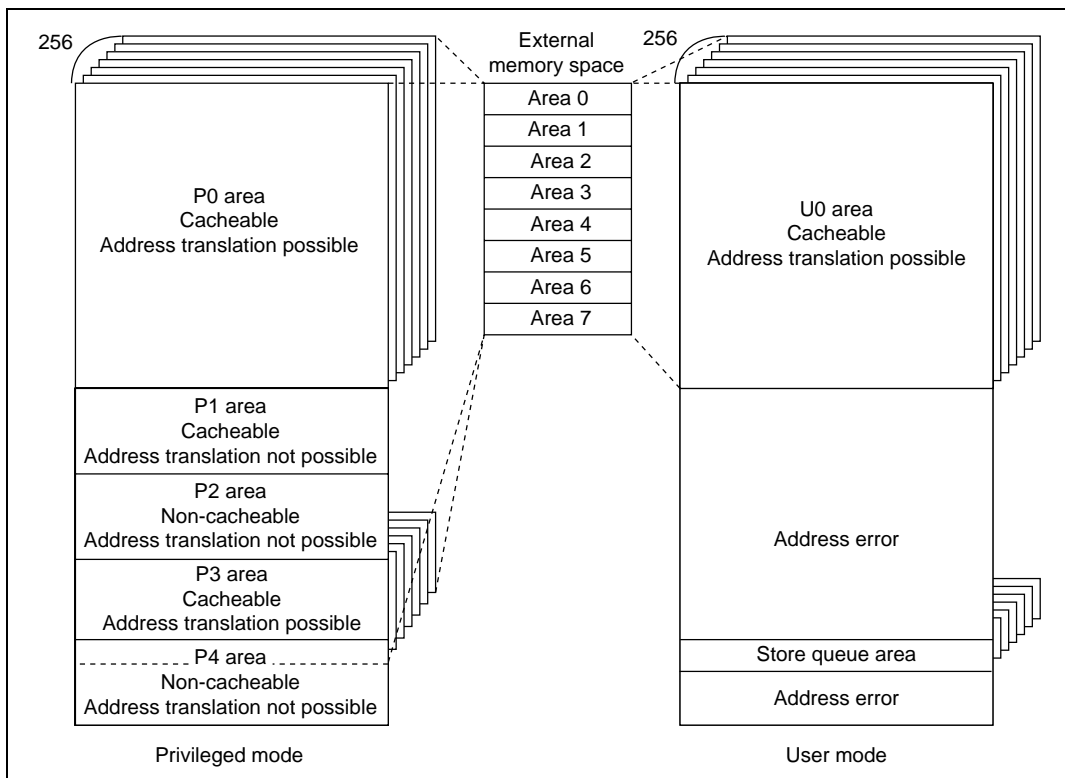 256
P0 area
Cacheable
Address translation possible
P1 area
Cacheable
Address translation not possible
P2 area
Non-cacheable
Address translation not possible
P3 area
Cacheable
Address translation possible
P4 area
Non-cacheable
Address translation not possible
Privileged mode
External
memory space
Area 0
Area 1
Area 2
Area 3
Area 4
Area 5
Area 6
Area 7
256
U0 area
Cacheable
Address translation possible
Address error
Store queue area
Address error
User mode